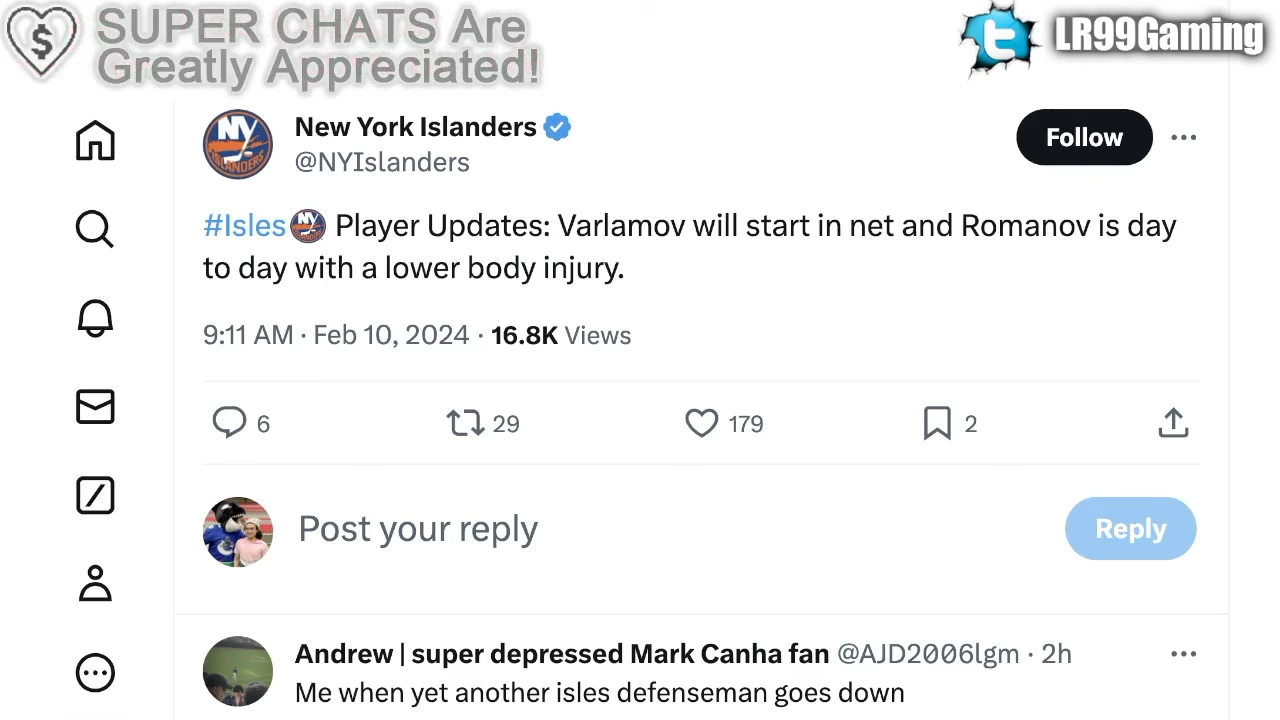 SUPER CHATS Are
Greatly Appreciated!
LR99Gaming
New York Islanders
@NYIslanders
Follow
#Isles Player Updates: Varlamov will start in net and Romanov is day
to day with a lower body injury.
9:11 AM · Feb 10, 2024 · 16.8K Views
6 29 179 2
Post your reply
Reply
Andrew | super depressed Mark Canha fan @AJD2006lgm · 2h
Me when yet another isles defenseman goes down